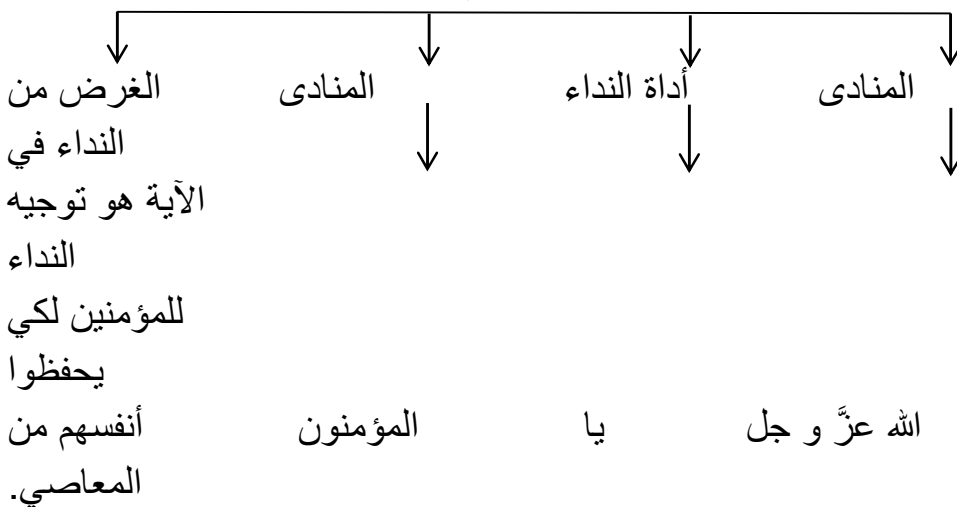 المنادى أداة النداء المنادى الغرض من
النداء في
الآية هو توجيه
النداء
للمؤمنين لكي
يحفظوا
الله عزَّ و جل يا المؤمنون أنفسهم من
المعاصي.